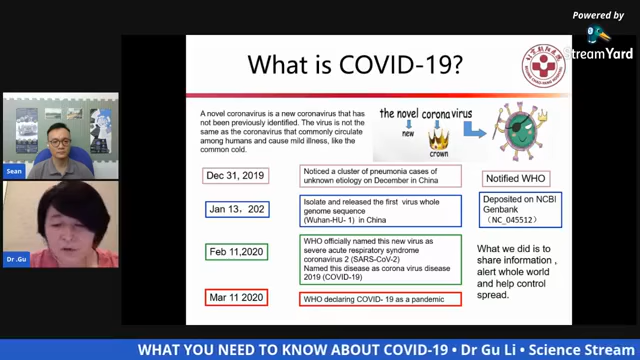 Powered by
StreamYard
What is COVID-19?
A novel coronavirus is a new coronavirus that has
not been previously identified. The virus is not the
same as the coronavirus that commonly circulate
among humans and cause mild illness, like the
common cold.
the novel coronavirus
new
crown
Dec 31, 2019
Noticed a cluster of pneumonia cases of
unknown etiology on December in China
Notified WHO
Jan 13, 202
Isolate and released the first virus whole
genome sequence
(Wuhan-HU- 1) in China
Deposited on NCBI
Genbank
(NC_045512)
Feb 11,2020
WHO officially named this new virus as
severe acute respiratory syndrome
coronavirus 2 (SARS-CoV-2)
Named this disease as corona virus disease
2019 (COVID-19)
What we did is to
share information ,
alert whole world
and help control
spread.
Mar 11 2020
WHO declaring COVID- 19 as a pandemic
Sean
Dr .Gu
WHAT YOU NEED TO KNOW ABOUT COVID-19 • Dr Gu Li • Science Stream